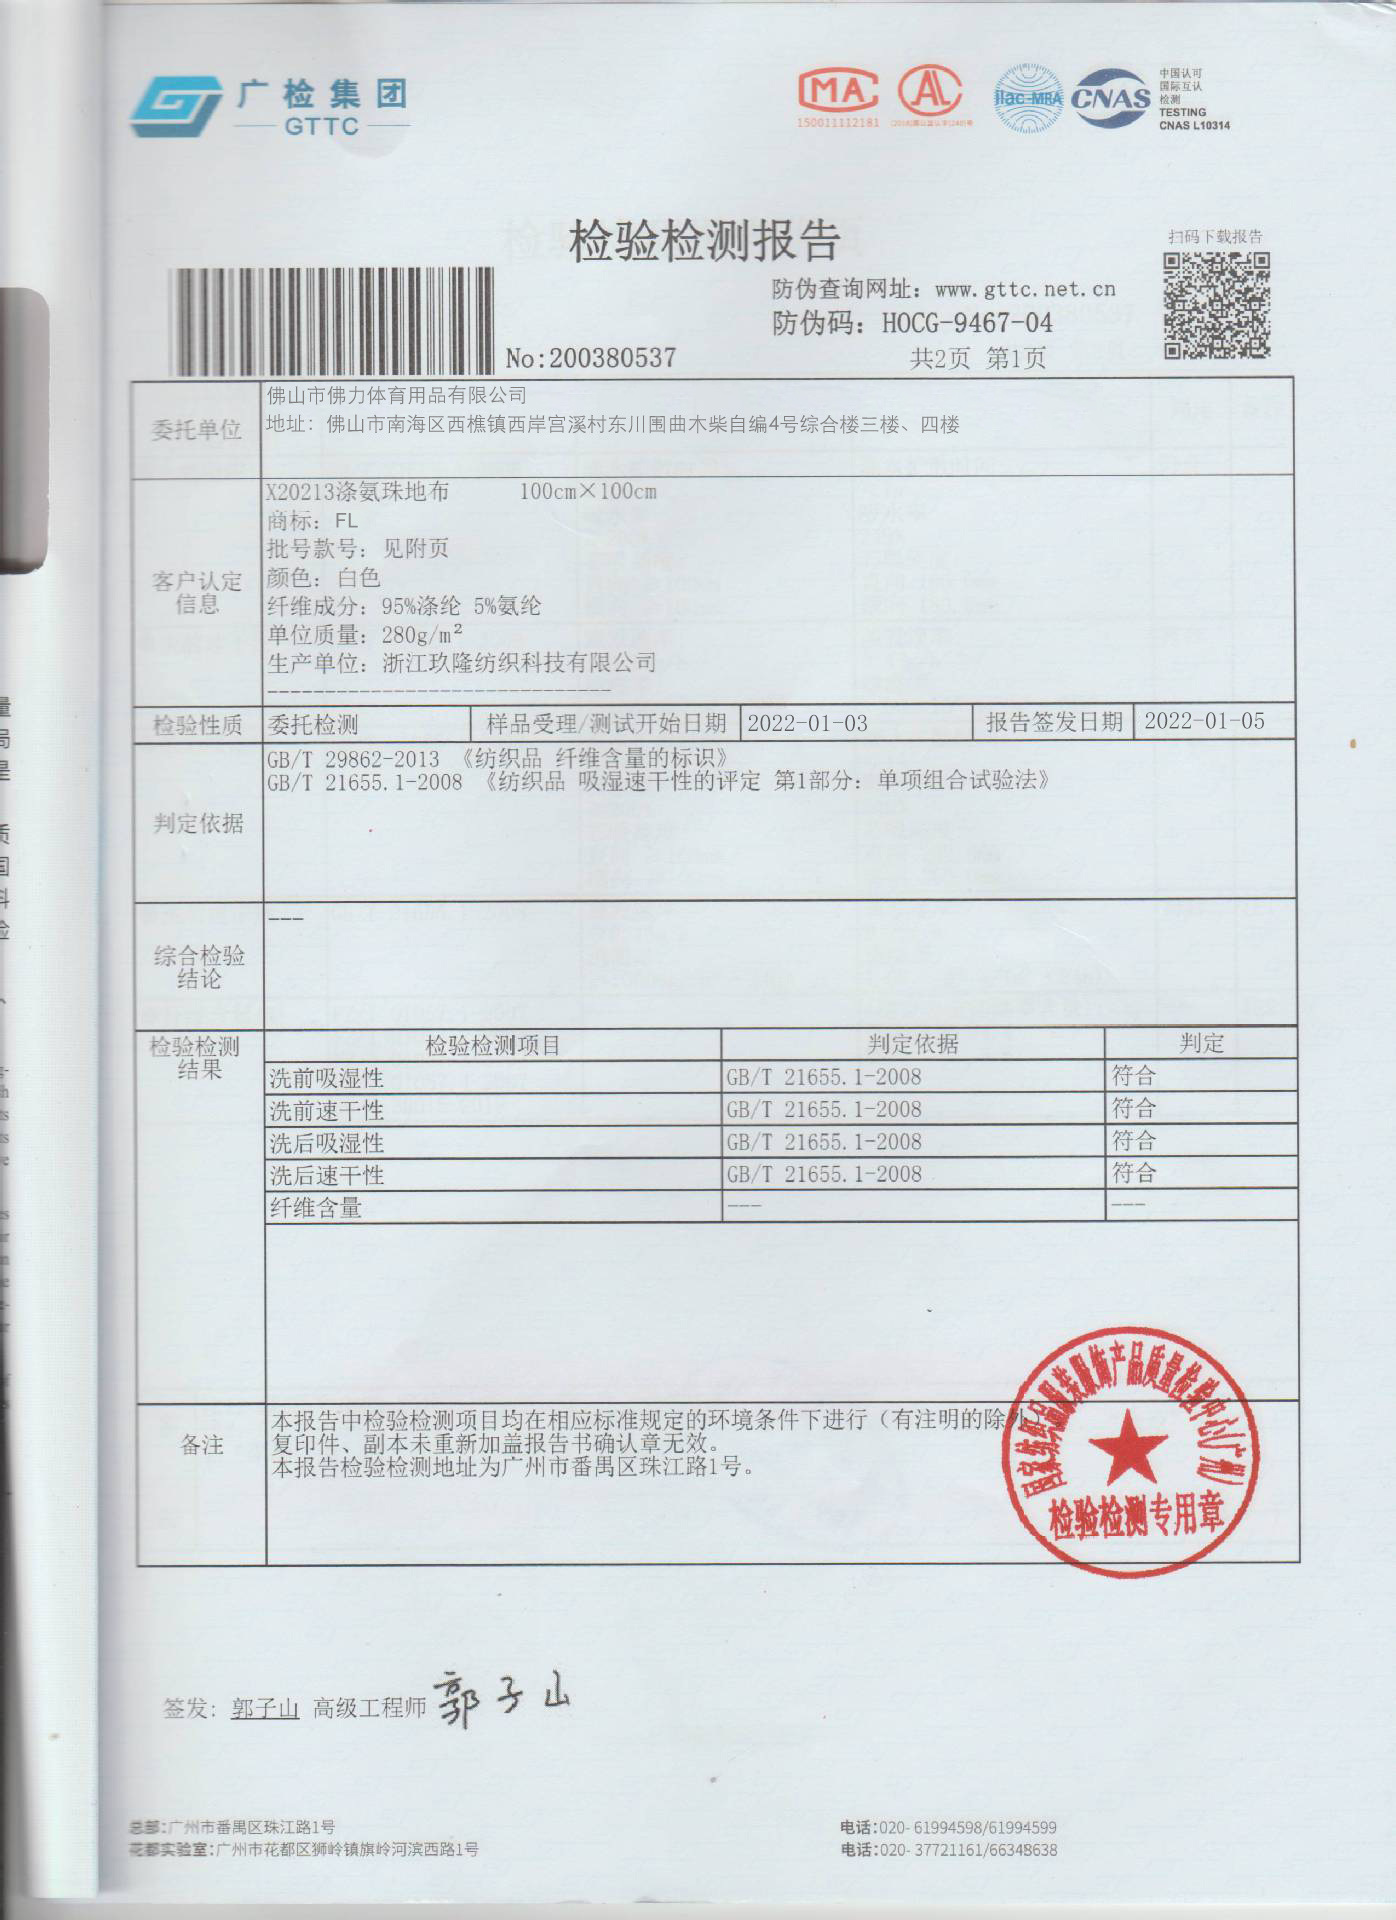 广检集团
GTTC
MA
150011112181
AL
ilac-MRA
CNAS
中国认可
国际互认
检测
TESTING
CNAS L10314
检验检测报告
扫码下载报告
防伪查询网址：www.gttc.net.cn
防伪码：HOCG-9467-04
No:200380537
共2页 第1页
委托单位
佛山市佛力体育用品有限公司
地址：佛山市南海区西樵镇西岸宫溪村东川围曲木柴自编4号综合楼三楼、四楼
客户认定
信息
X20213涤氨珠地布 100cm×100cm
商标：FL
批号款号：见附页
颜色：白色
纤维成分：95%涤纶 5%氨纶
单位质量：280g/m²
生产单位：浙江玖隆纺织科技有限公司
------------------------------
检验性质 委托检测 样品受理/测试开始日期 2022-01-03 报告签发日期 2022-01-05
判定依据
GB/T 29862-2013 《纺织品 纤维含量的标识》
GB/T 21655.1-2008 《纺织品 吸湿速干性的评定 第1部分：单项组合试验法》
综合检验
结论
---
检验检测
结果
检验检测项目 判定依据 判定
洗前吸湿性 GB/T 21655.1-2008 符合
洗前速干性 GB/T 21655.1-2008 符合
洗后吸湿性 GB/T 21655.1-2008 符合
洗后速干性 GB/T 21655.1-2008 符合
纤维含量 --- ---
备注
本报告中检验检测项目均在相应标准规定的环境条件下进行（有注明的除外）
复印件、副本未重新加盖报告书确认章无效。
本报告检验检测地址为广州市番禺区珠江路1号。
国家纺织品服装服饰产品质量检验中心(广州)
检验检测专用章
签发：郭子山 高级工程师 郭子山
总部:广州市番禺区珠江路1号
花都实验室:广州市花都区狮岭镇旗岭河滨西路1号
电话:020- 61994598/61994599
电话:020- 37721161/66348638